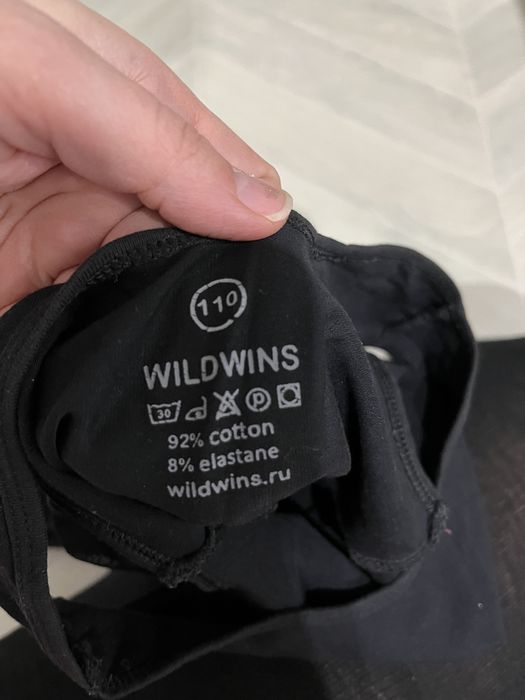 110
WILDWINS
30 P
92% cotton
8% elastane
wildwins.ru